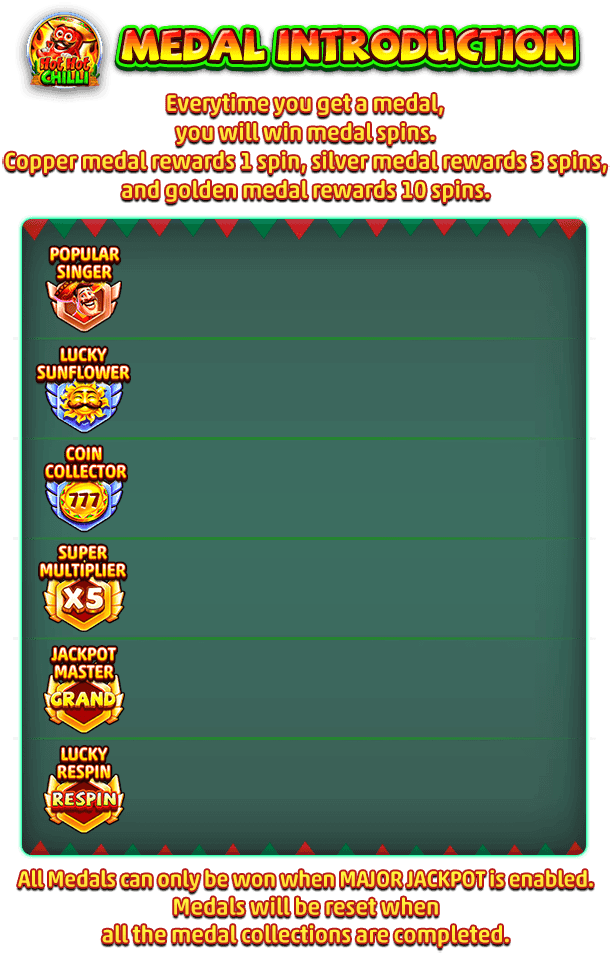 Hot Hot
CHILLI
MEDAL INTRODUCTION
Everytime you get a medal,
you will win medal spins.
Copper medal rewards 1 spin, silver medal rewards 3 spins,
and golden medal rewards 10 spins.
POPULAR
SINGER
LUCKY
SUNFLOWER
COIN
COLLECTOR
777
SUPER
MULTIPLIER
X5
JACKPOT
MASTER
GRAND
LUCKY
RESPIN
RESPIN
All Medals can only be won when MAJOR JACKPOT is enabled.
Medals will be reset when
all the medal collections are completed.